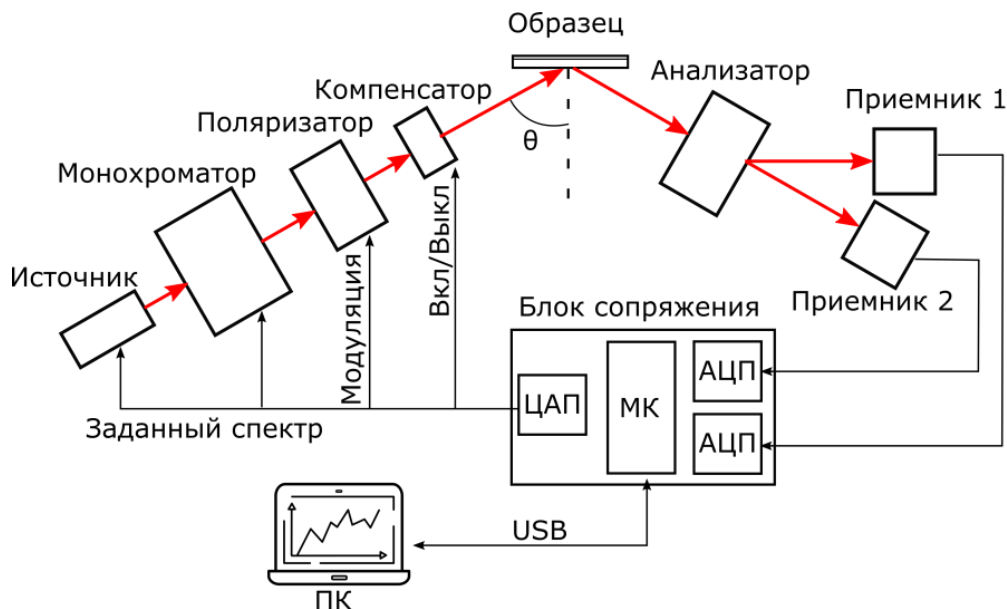 Образец
Анализатор
Компенсатор
Приемник 1
Поляризатор
θ
Монохроматор
Источник
Модуляция
Вкл/Выкл
Приемник 2
Блок сопряжения
ЦАП
МК
АЦП
АЦП
Заданный спектр
USB
ПК